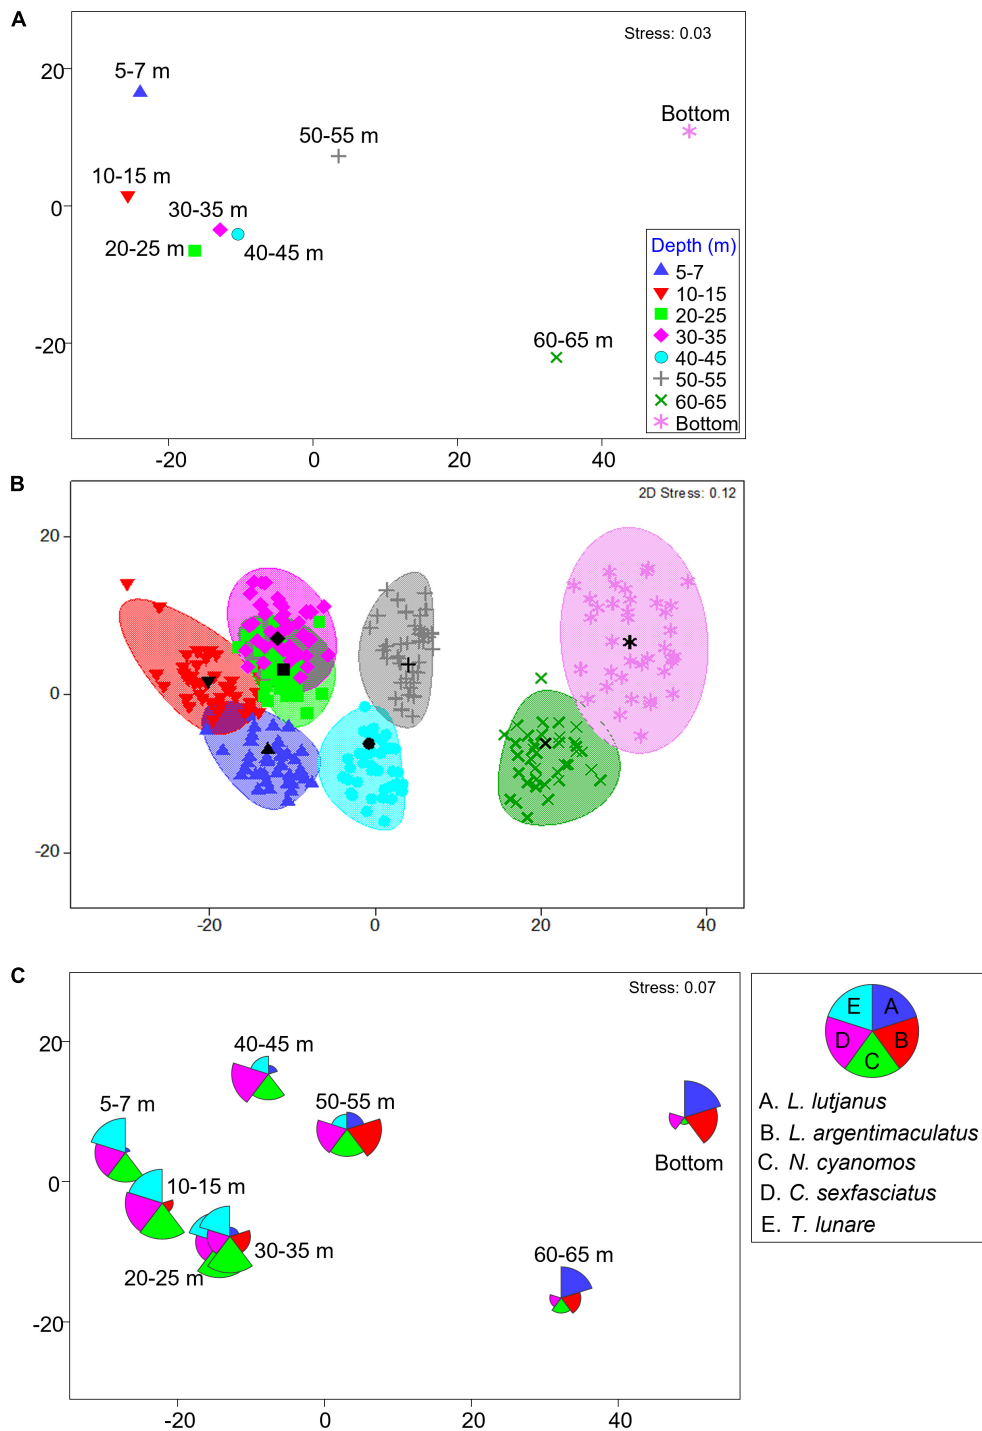 A
Stress: 0.03
20
5-7 m
Bottom
50-55 m
10-15 m
0
30-35 m
20-25 m
40-45 m
Depth (m)
5-7
10-15
20-25
30-35
40-45
50-55
60-65
Bottom
-20
60-65 m
-20 0 20 40
B
2D Stress: 0.12
20
0
-20
-20 0 20 40
C
Stress: 0.07
20
40-45 m
5-7 m
50-55 m
Bottom
0
10-15 m
30-35 m
20-25 m
60-65 m
-20
-20 0 20 40
E A
D B
C
A. L. lutjanus
B. L. argentimaculatus
C. N. cyanomos
D. C. sexfasciatus
E. T. lunare